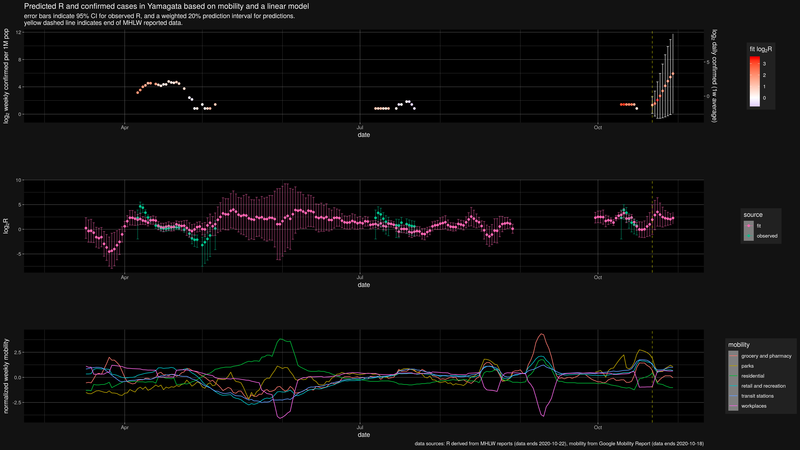 Predicted R and confirmed cases in Yamagata based on mobility and a linear model
error bars indicate 95% CI for observed R, and a weighted 20% prediction interval for predictions.
yellow dashed line indicates end of MHLW reported data.
log₂ weekly confirmed per 1M pop
12
8
4
0
log₂ daily confirmed (1w average)
5
0
Apr
Jul
Oct
date
fit log₂R
3
2
1
0
log₂R
10
5
0
-5
Apr
Jul
Oct
date
source
fit
observed
normalised weekly mobility
2.5
0.0
-2.5
Apr
Jul
Oct
date
mobility
grocery and pharmacy
parks
residential
retail and recreation
transit stations
workplaces
data sources: R derived from MHLW reports (data ends 2020-10-22), mobility from Google Mobility Report (data ends 2020-10-18)